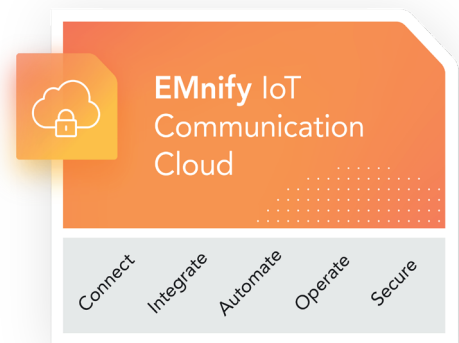 EMnify IoT
Communication
Cloud
Connect
Integrate
Automate
Operate
Secure